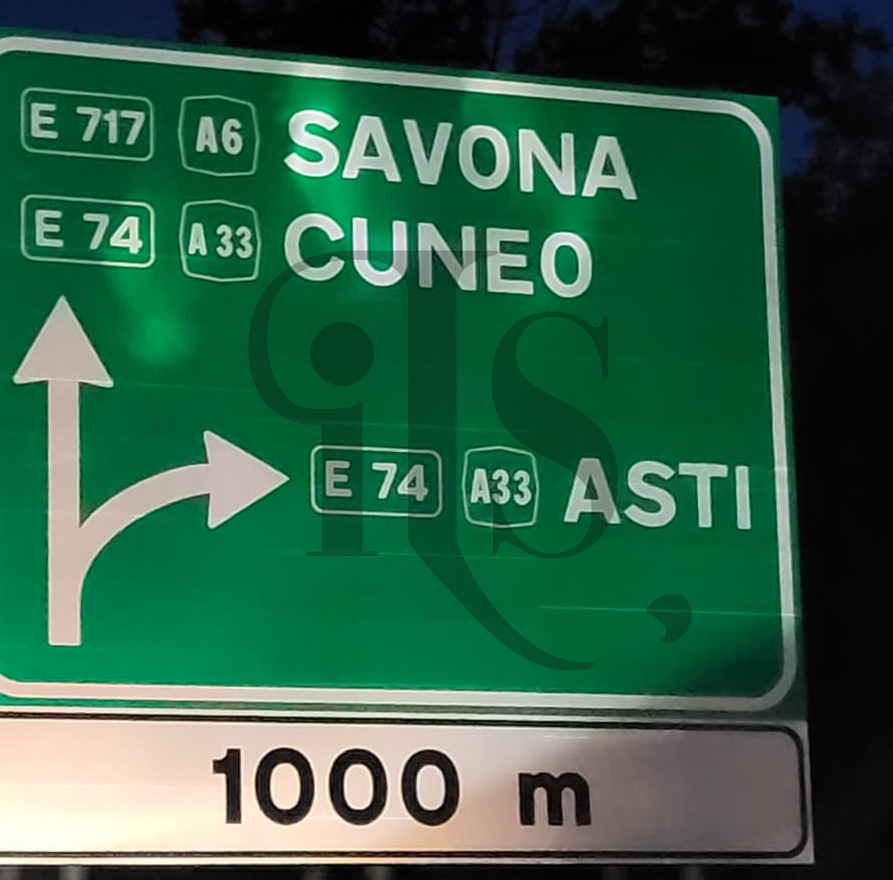 E 717 A6 SAVONA
E 74 A 33 CUNEO
E 74 A33 ASTI
1000 m